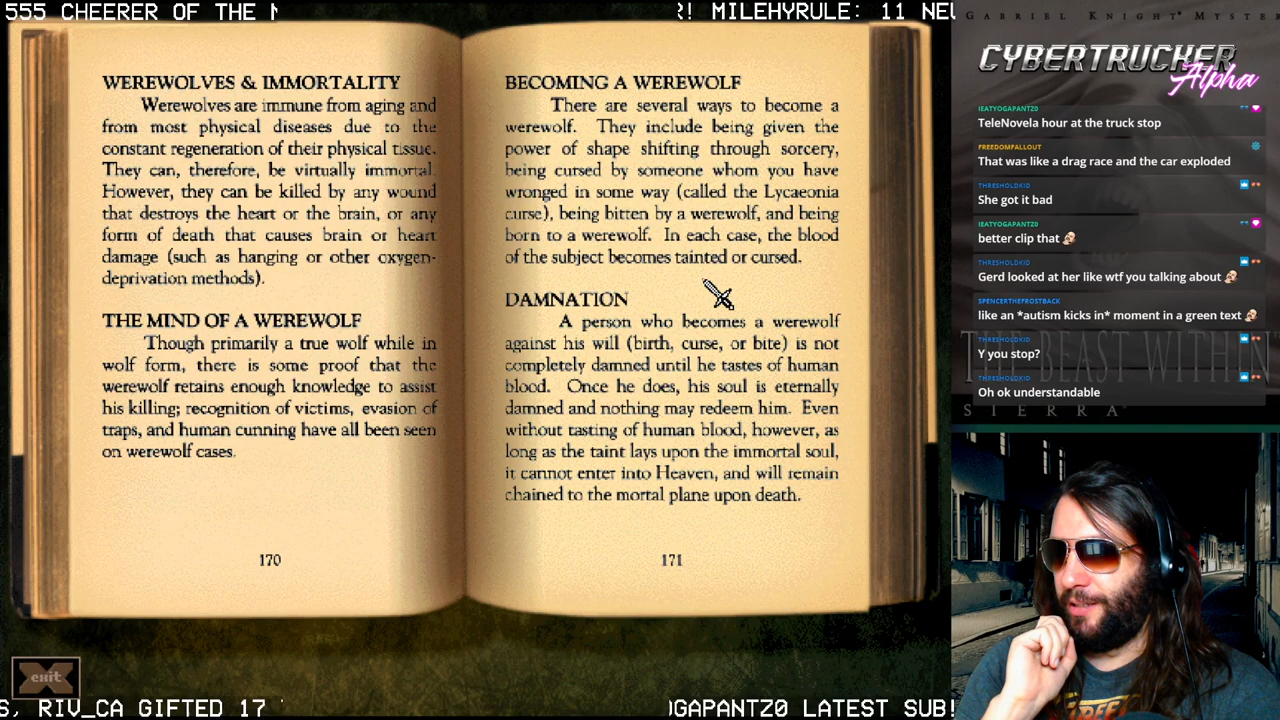 555 CHEERER OF THE
MILEHYRULE: 11
WEREWOLVES & IMMORTALITY
Werewolves are immune from aging and
from most physical diseases due to the
constant regeneration of their physical tissue.
They can, therefore, be virtually immortal.
However, they can be killed by any wound
that destroys the heart or the brain, or any
form of death that causes brain or heart
damage (such as hanging or other oxygen-
deprivation methods).
THE MIND OF A WEREWOLF
Though primarily a true wolf while in
wolf form, there is some proof that the
werewolf retains enough knowledge to assist
his killing; recognition of victims, evasion of
traps, and human cunning have all been seen
on werewolf cases.
170
BECOMING A WEREWOLF
There are several ways to become a
werewolf. They include being given the
power of shape shifting through sorcery,
being cursed by someone whom you have
wronged in some way (called the Lycaeonia
curse), being bitten by a werewolf, and being
born to a werewolf. In each case, the blood
of the subject becomes tainted or cursed.
DAMNATION
A person who becomes a werewolf
against his will (birth, curse, or bite) is not
completely damned until he tastes of human
blood. Once he does, his soul is eternally
damned and nothing may redeem him. Even
without tasting of human blood, however, as
long as the taint lays upon the immortal soul,
it cannot enter into Heaven, and will remain
chained to the mortal plane upon death.
171
exit
RIV_CA GIFTED 17
GAPANTZ0 LATEST SUB!
GABRIEL KNIGHT MYSTER
CYBERTRUCKER
Alpha
IEATYOGAPANTZ0
TeleNovela hour at the truck stop
FREEDOMFALLOUT
That was like a drag race and the car exploded
THRESHOLDKID
She got it bad
IEATYOGAPANTZ0
better clip that
THRESHOLDKID
Gerd looked at her like wtf you talking about
SPENCERTHEFROSTBACK
like an *autism kicks in* moment in a green text
THRESHOLDKID
Y you stop?
THE BEAST WITHIN
THRESHOLDKID
Oh ok understandable
SIERRA